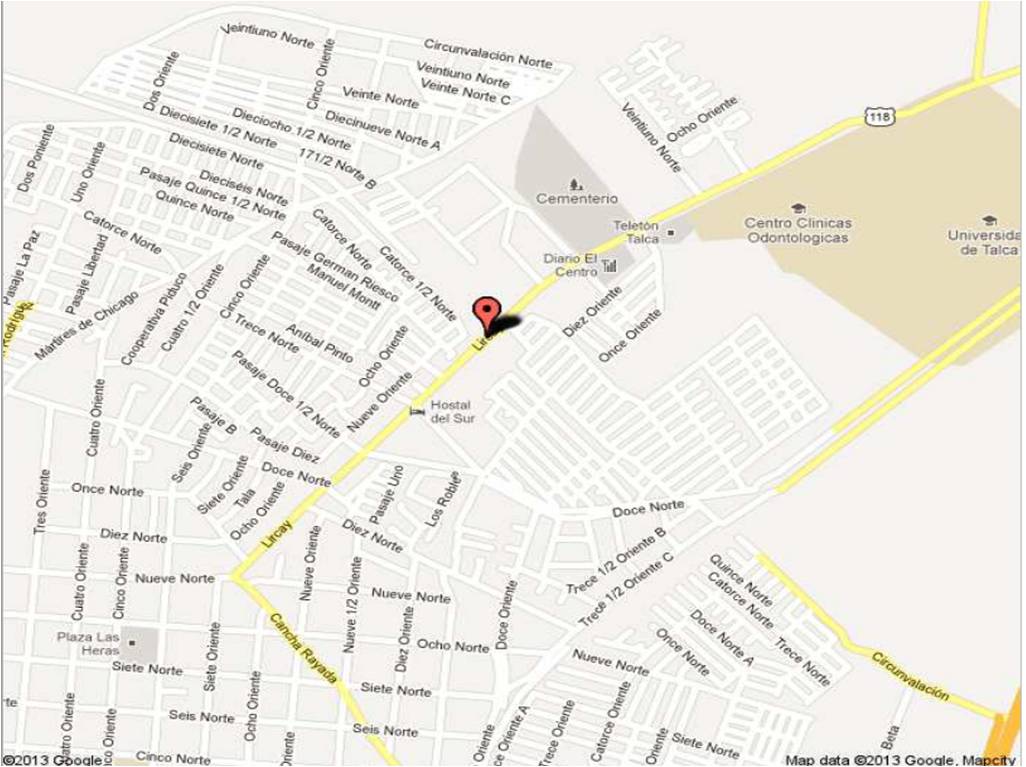 Veintiuno Norte
Circunvalación Norte
Dos Oriente
Cinco Oriente
Veintiuno Norte
Veinte Norte C
Veinte Norte
Veintiuno Norte
Ocho Oriente
118
Diecisiete 1/2 Norte
Dieciocho 1/2 Norte
Diecinueve Norte A
Diecisiete Norte
171/2 Norte B
Dos Poniente
Uno Oriente
Dieciséis Norte
Pasaje Quince 1/2 Norte
Quince Norte
Cementerio
Teletón
Talca
Centro Clinicas
Odontologicas
Universida
de Talca
Catorce Norte
Catorce Norte
Catorce 1/2 Norte
Pasaje La Paz
Pasaje Libertad
Pasaje German Riesco
Manuel Montt
Diario El
Centro
Cooperativa Piduco
Cuatro 1/2 Oriente
Cinco Oriente
Mártires de Chicago
Trece Norte
Aníbal Pinto
Ocho Oriente
Diez Oriente
Once Oriente
Pasaje Doce 1/2 Norte
Nueve Oriente
Hostal
del Sur
Cuatro Oriente
Pasaje B
Pasaje Diez
Seis Oriente
Doce Norte
Siete Oriente
Tala
Ocho Oriente
Pasaje Uno
Los Roble
Tres Oriente
Once Norte
Doce Norte
Diez Norte
Lircay
Diez Norte
Trece 1/2 Oriente B
Trece 1/2 Oriente C
Cuatro Oriente
Cinco Oriente
Nueve Norte
Nueve Oriente
Nueve 1/2 Oriente
Nueve Norte
Diez Oriente
Doce Oriente
Quince Norte
Catorce Norte
Doce Norte A
Trece Norte
Once Norte
Plaza Las
Heras
Cancha Rayada
Ocho Norte
Siete Norte
Siete Oriente
Siete Norte
Nueve Norte
Circunvalación
Ocho Oriente
Seis Norte
Seis Norte
Trece Oriente
Catorce Oriente
Siete Norte
Beta
Cinco Norte
©2013 Google
Map data ©2013 Google, Mapcity